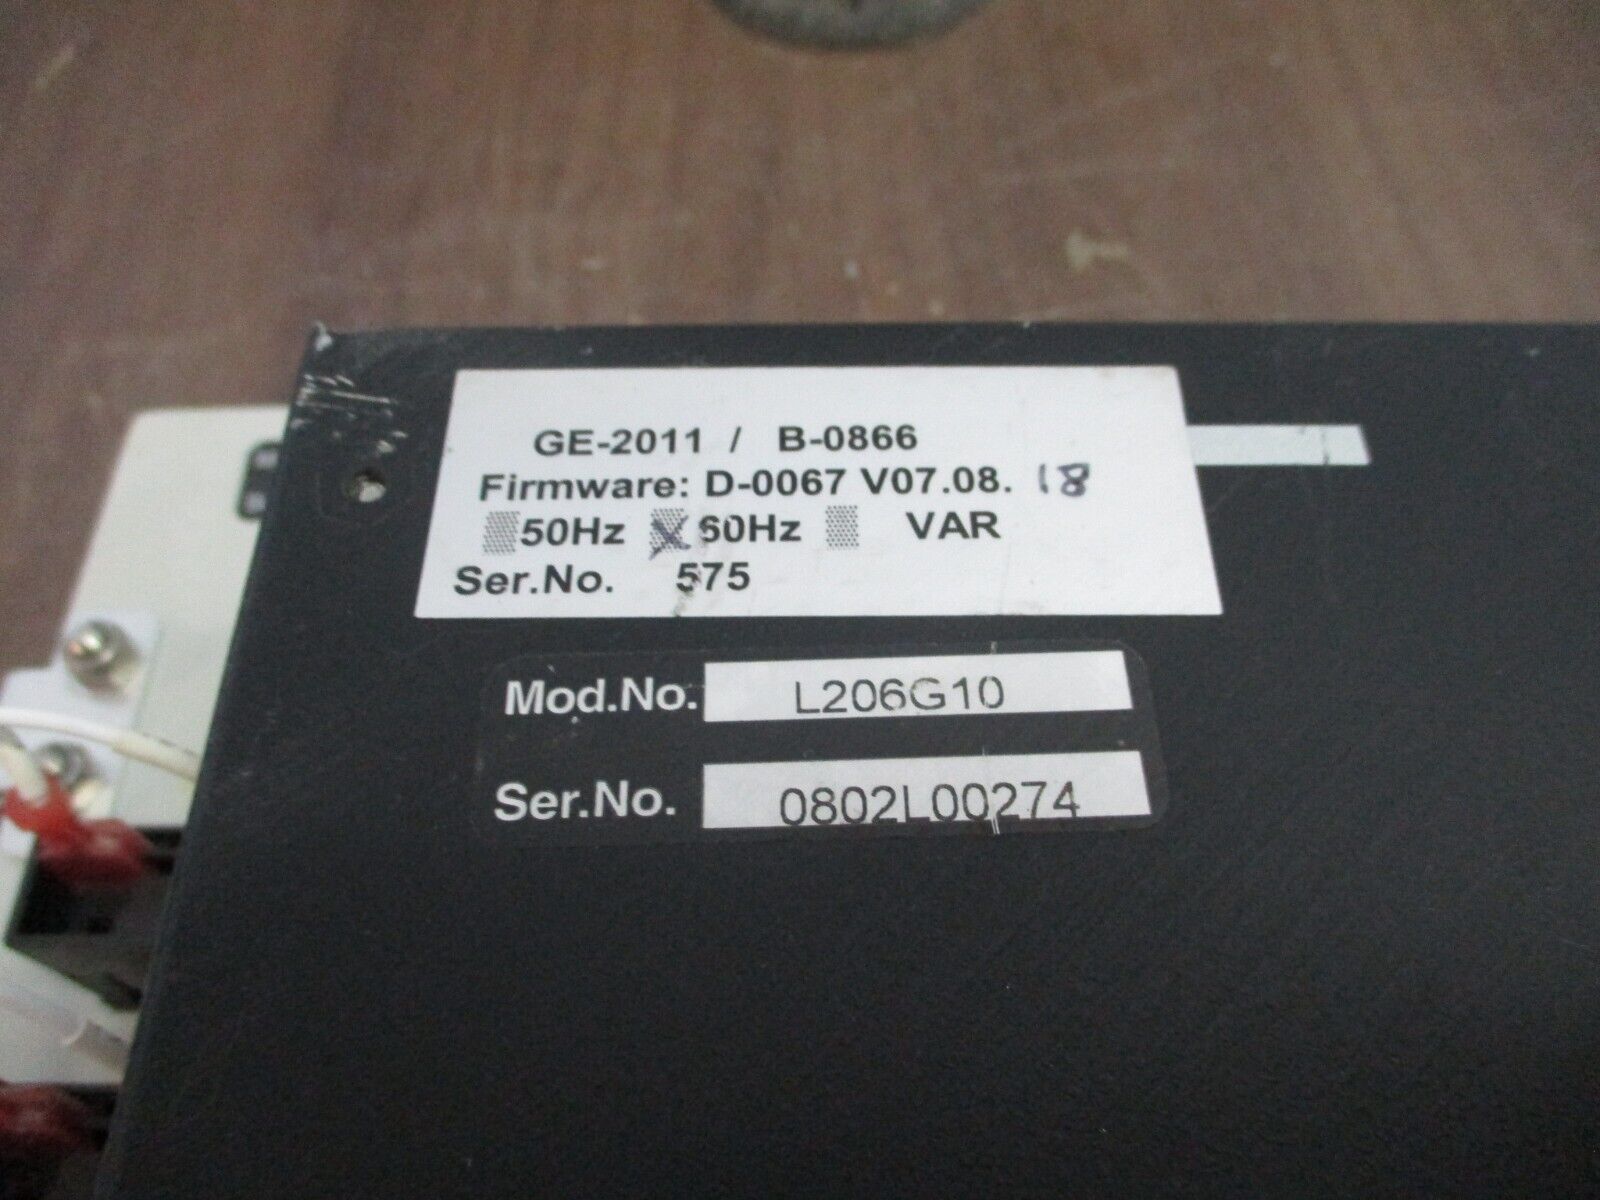 GE-2011 / B-0866
Firmware: D-0067 V07.08. 18
50Hz 60Hz VAR
Ser.No. 575
Mod.No. L206G10
Ser.No. 0802L00274